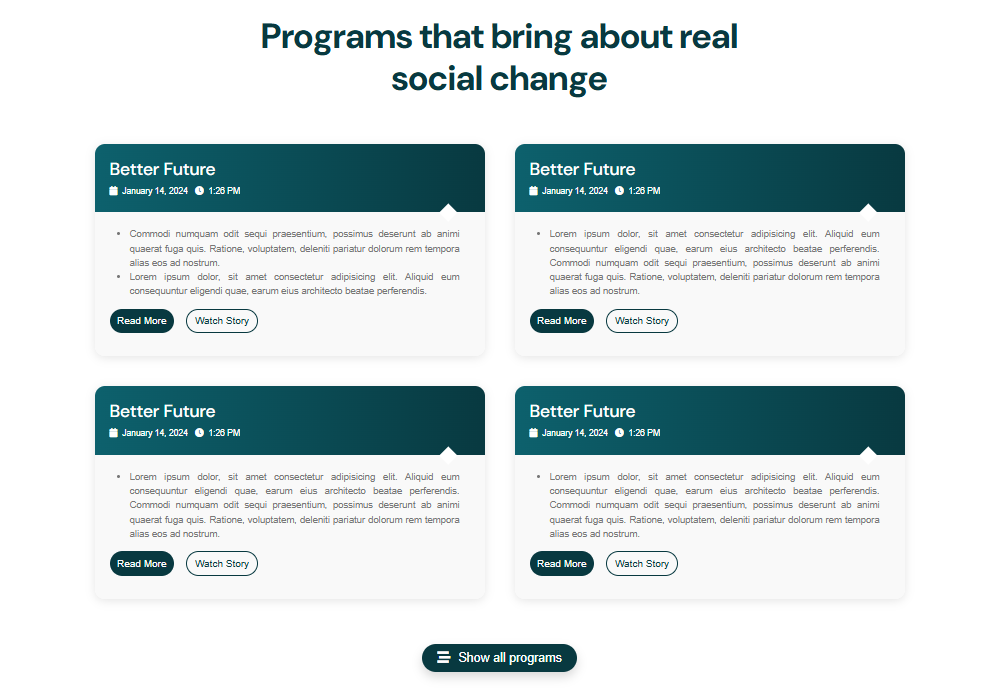 Programs that bring about real
social change
Better Future
January 14, 2024 1:26 PM
Commodi numquam odit sequi praesentium, possimus deserunt ab animi
quaerat fuga quis. Ratione, voluptatem, deleniti pariatur dolorum rem tempora
alias eos ad nostrum.
Lorem ipsum dolor, sit amet consectetur adipisicing elit. Aliquid eum
consequuntur eligendi quae, earum eius architecto beatae perferendis.
Read More Watch Story
Better Future
January 14, 2024 1:26 PM
Lorem ipsum dolor, sit amet consectetur adipisicing elit. Aliquid eum
consequuntur eligendi quae, earum eius architecto beatae perferendis.
Commodi numquam odit sequi praesentium, possimus deserunt ab animi
quaerat fuga quis. Ratione, voluptatem, deleniti pariatur dolorum rem tempora
alias eos ad nostrum.
Read More Watch Story
Better Future
January 14, 2024 1:26 PM
Lorem ipsum dolor, sit amet consectetur adipisicing elit. Aliquid eum
consequuntur eligendi quae, earum eius architecto beatae perferendis.
Commodi numquam odit sequi praesentium, possimus deserunt ab animi
quaerat fuga quis. Ratione, voluptatem, deleniti pariatur dolorum rem tempora
alias eos ad nostrum.
Read More Watch Story
Better Future
January 14, 2024 1:26 PM
Lorem ipsum dolor, sit amet consectetur adipisicing elit. Aliquid eum
consequuntur eligendi quae, earum eius architecto beatae perferendis.
Commodi numquam odit sequi praesentium, possimus deserunt ab animi
quaerat fuga quis. Ratione, voluptatem, deleniti pariatur dolorum rem tempora
alias eos ad nostrum.
Read More Watch Story
Show all programs